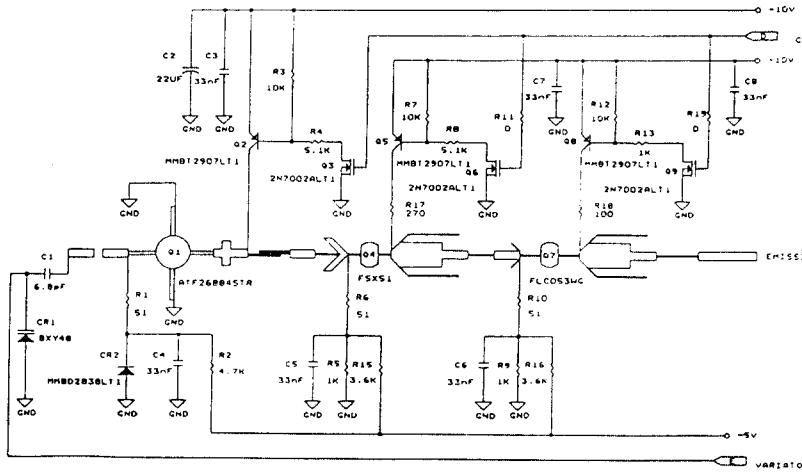 -10V
C
C2
22UF
C3
33nF
GND
GND
R3
10K
Q2
MMBT2907LT1
R4
5.1K
Q3
2N7002ALT1
GND
-10V
R7
10K
Q5
MMBT2907LT1
R8
5.1K
R11
0
Q6
2N7002ALT1
GND
C7
33nF
GND
R12
10K
Q8
MMBT2907LT1
R13
1K
R19
0
Q9
2N7002ALT1
GND
C8
33nF
GND
R17
270
R18
100
GND
Q1
ATF26884STR
GND
Q4
FSX51
Q7
FLC053WG
EMISSI
C1
6.8pF
CR1
BXY48
GND
R1
51
CR2
MMBD2838LT1
GND
C4
33nF
GND
R2
4.7K
R6
51
C5
33nF
GND
R5
1K
GND
R15
3.6K
R10
51
C6
33nF
GND
R9
1K
GND
R16
3.6K
-5V
VARIATO